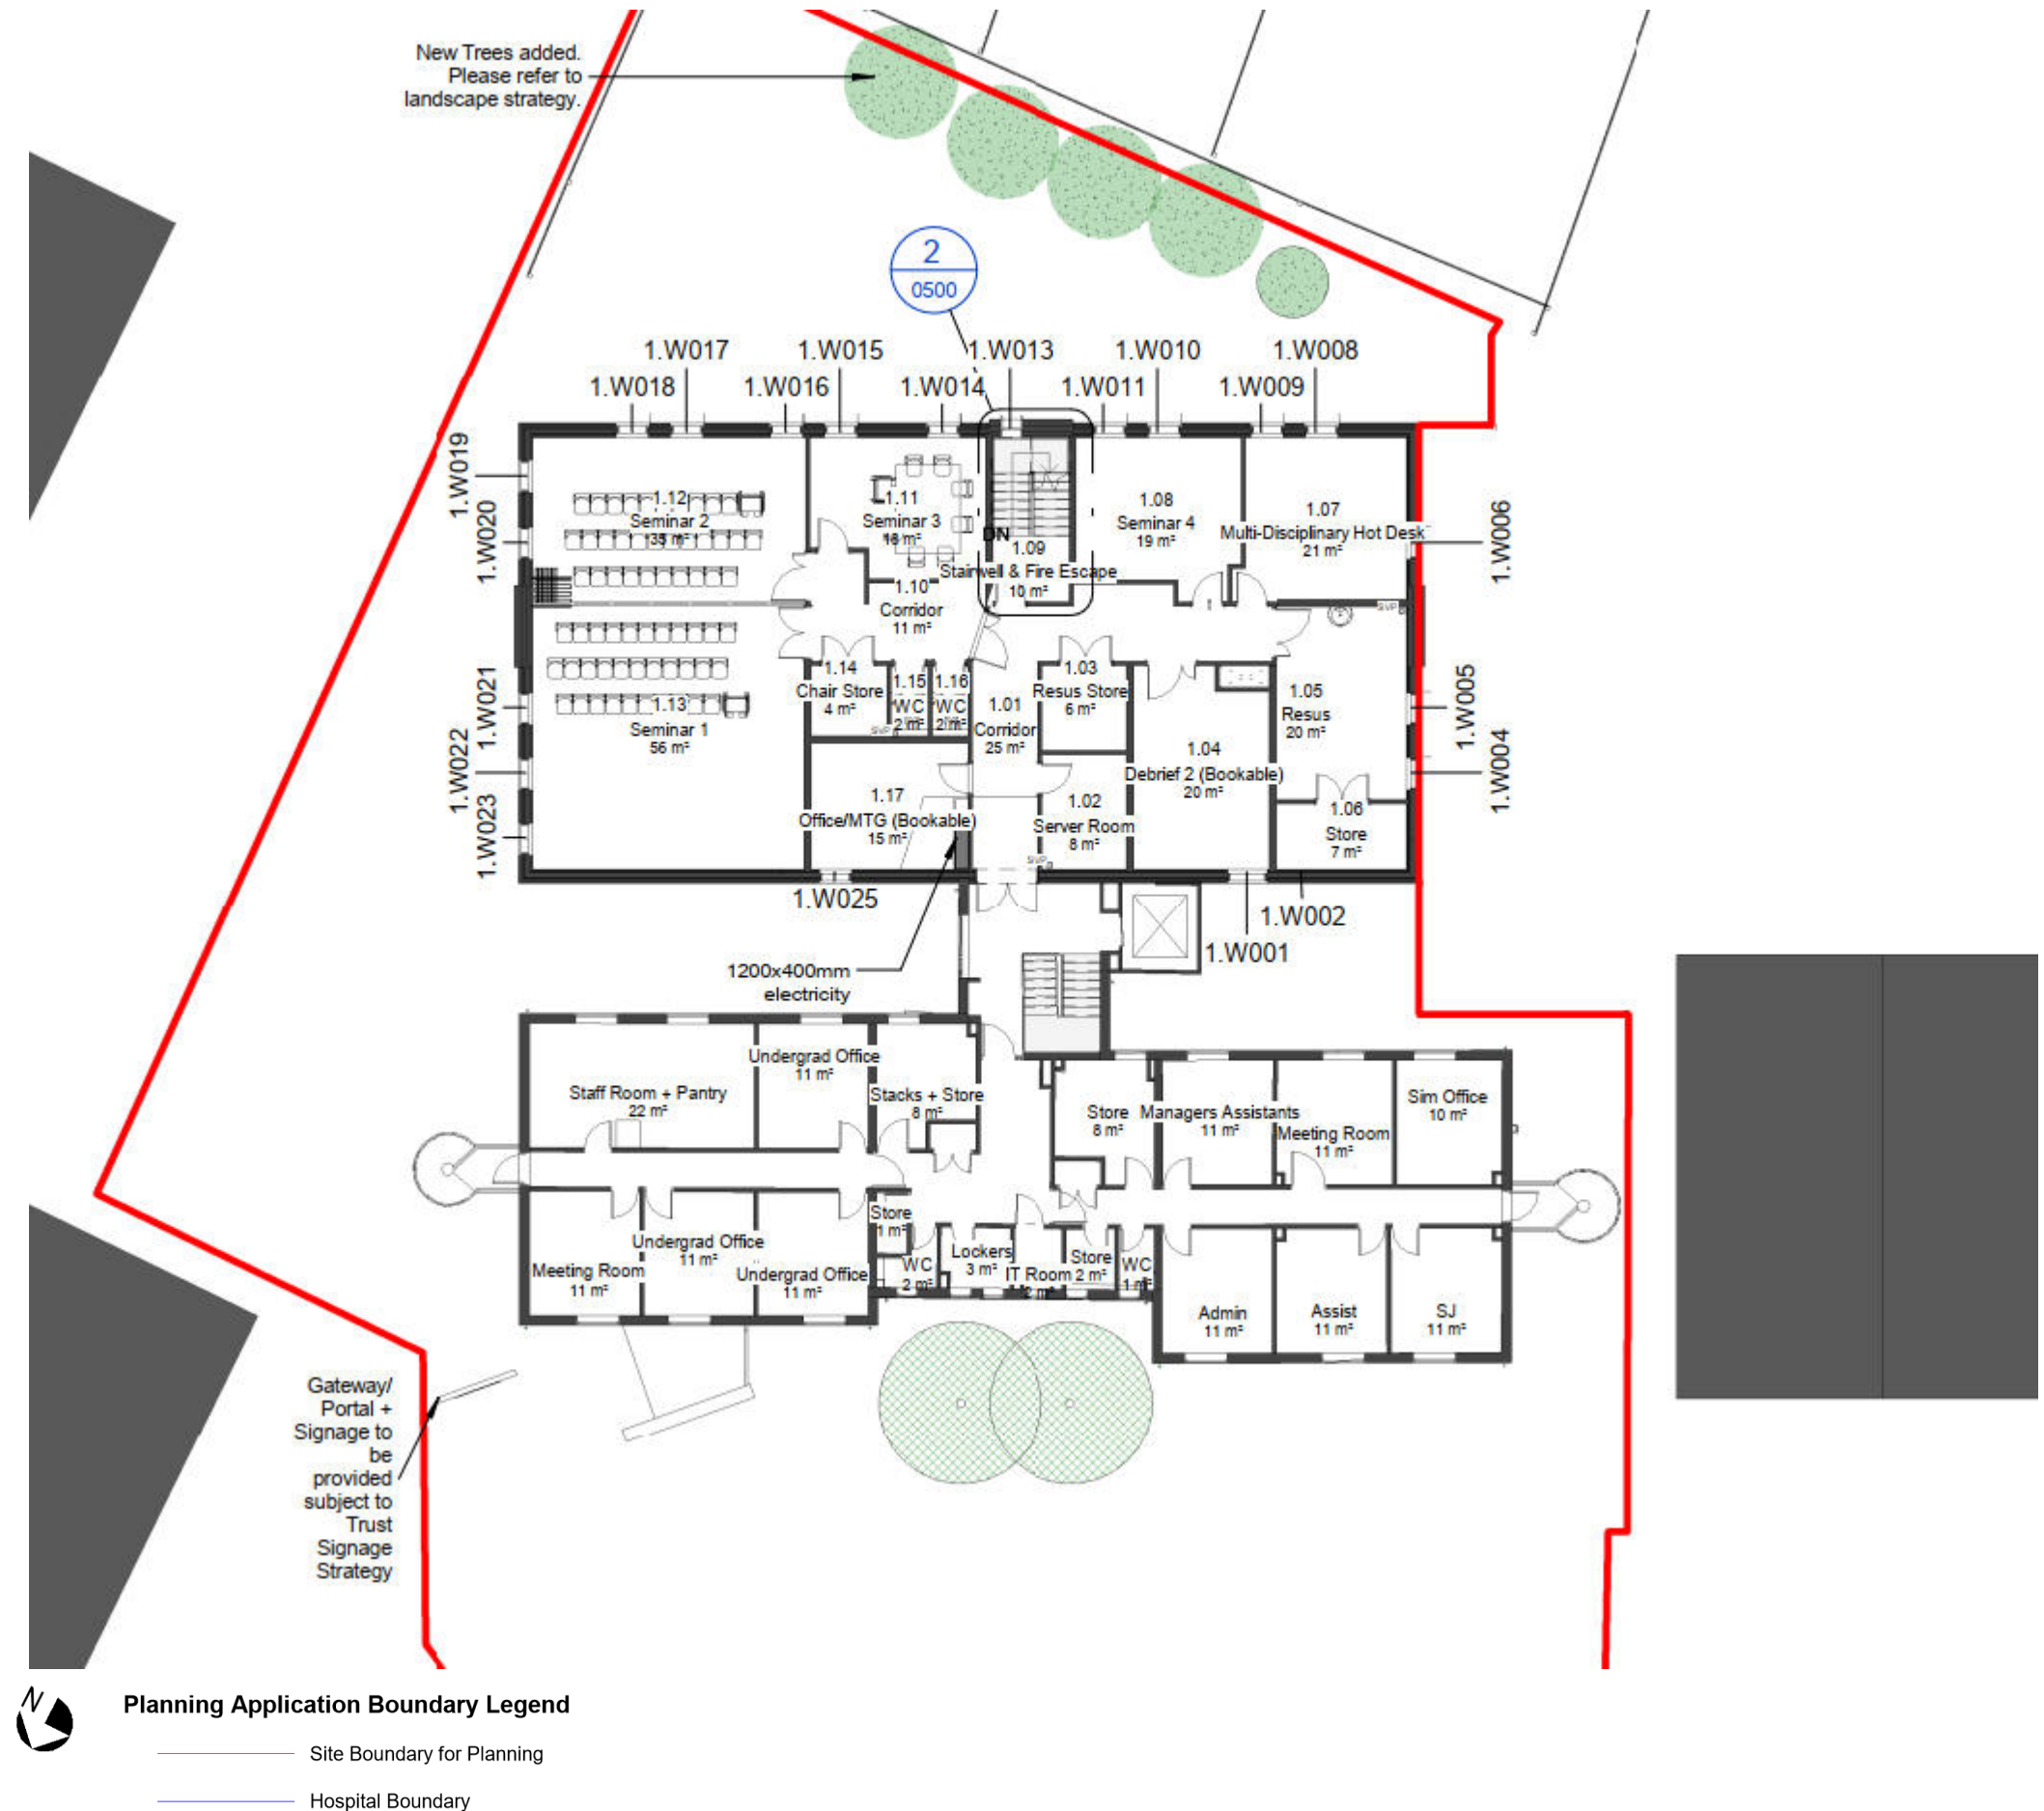 New Trees added.
Please refer to
landscape strategy.
2
0500
1.W017
1.W015
1.W013
1.W010
1.W008
1.W018
1.W016
1.W014
1.W011
1.W009
1.W019
1.W020
1.W021
1.W022
1.W023
1.W006
1.W005
1.W004
1.12
Seminar 2
1.11
Seminar 3
DN
1.09
Stairwell & Fire Escape
10 m²
1.08
Seminar 4
19 m²
1.07
Multi-Disciplinary Hot Desk
21 m²
1.10
Corridor
11 m²
SVP
1.14
Chair Store
4 m²
1.15
WC
2 m²
1.16
WC
2 m²
SVP
1.01
Corridor
25 m²
1.03
Resus Store
6 m²
1.05
Resus
20 m²
1.13
Seminar 1
56 m²
1.04
Debrief 2 (Bookable)
20 m²
1.17
Office/MTG (Bookable)
15 m²
1.02
Server Room
8 m²
SVP
1.06
Store
7 m²
1.W025
1.W002
1.W001
1200x400mm
electricity
Staff Room + Pantry
22 m²
Undergrad Office
11 m²
Stacks + Store
8 m²
Store
8 m²
Managers Assistants
11 m²
Meeting Room
11 m²
Sim Office
10 m²
Meeting Room
11 m²
Undergrad Office
11 m²
Undergrad Office
11 m²
Store
1 m²
WC
2 m²
Lockers
3 m²
IT Room
2 m²
Store
2 m²
WC
1 m²
Admin
11 m²
Assist
11 m²
SJ
11 m²
Gateway/
Portal +
Signage to
be
provided
subject to
Trust
Signage
Strategy
N
Planning Application Boundary Legend
Site Boundary for Planning
Hospital Boundary